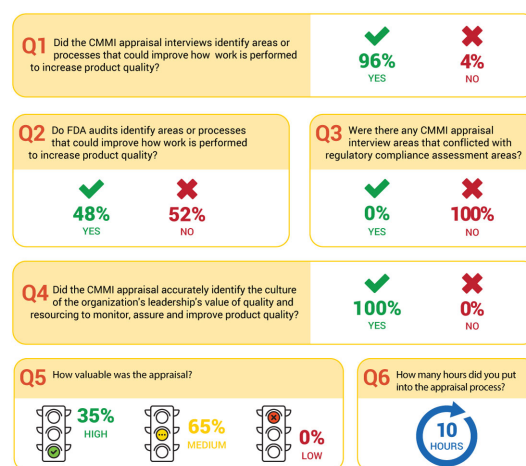 Q1 Did the CMMI appraisal interviews identify areas or
processes that could improve how work is performed
to increase product quality?
96%
YES
4%
NO
Q2 Do FDA audits identify areas or processes
that could improve how work is performed
to increase product quality?
48%
YES
52%
NO
Q3 Were there any CMMI appraisal
interview areas that conflicted with
regulatory compliance assessment areas?
0%
YES
100%
NO
Q4 Did the CMMI appraisal accurately identify the culture
of the organization's leadership's value of quality and
resourcing to monitor, assure and improve product quality?
100%
YES
0%
NO
Q5 How valuable was the appraisal?
35%
HIGH
65%
MEDIUM
0%
LOW
Q6 How many hours did you put
into the appraisal process?
10
HOURS